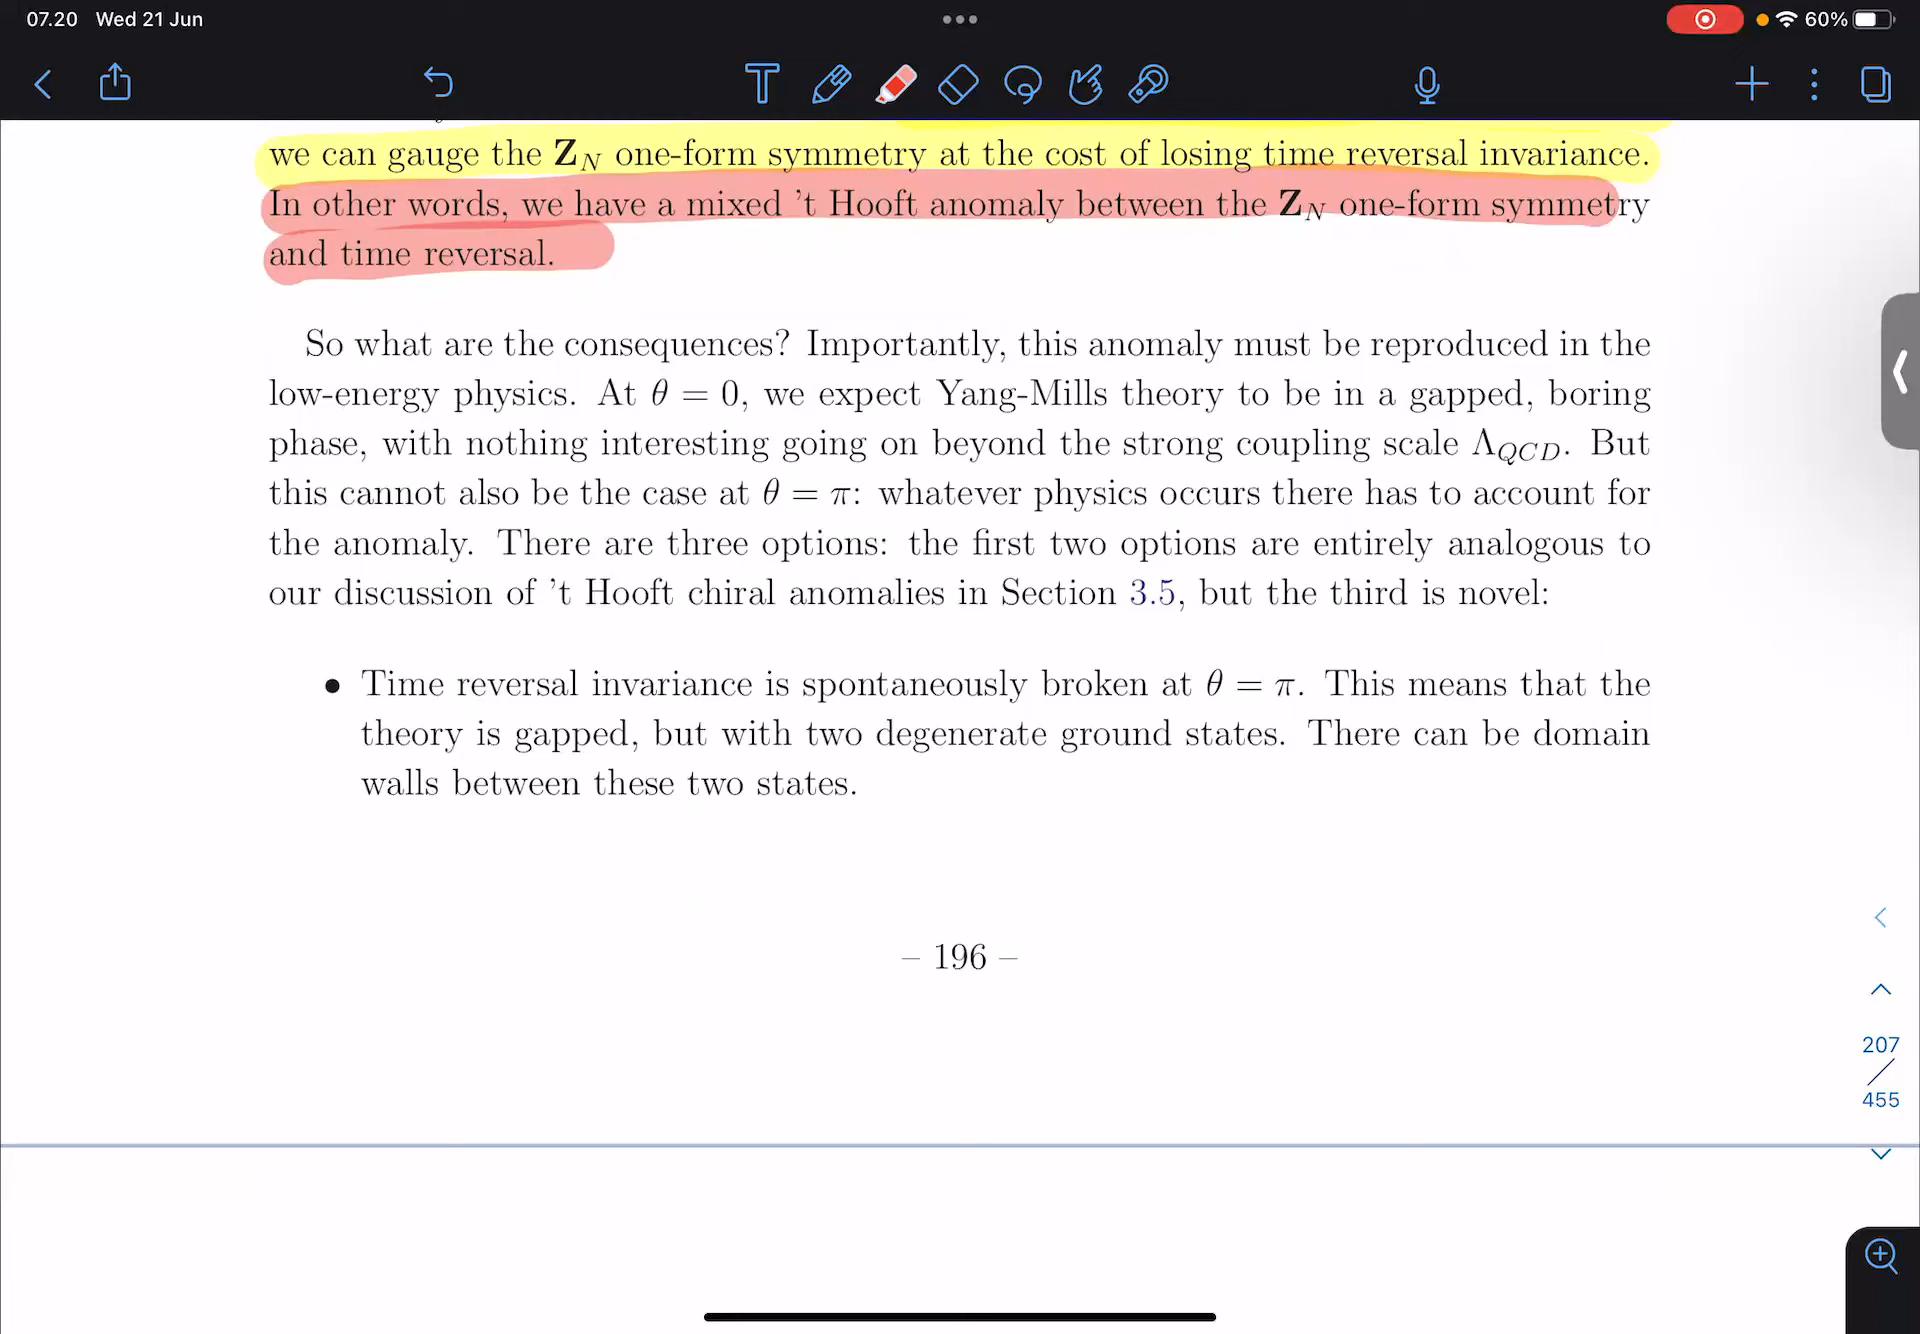 07.20 Wed 21 Jun
60%
we can gauge the Z_N one-form symmetry at the cost of losing time reversal invariance.
In other words, we have a mixed 't Hooft anomaly between the Z_N one-form symmetry
and time reversal.
So what are the consequences? Importantly, this anomaly must be reproduced in the
low-energy physics. At θ = 0, we expect Yang-Mills theory to be in a gapped, boring
phase, with nothing interesting going on beyond the strong coupling scale Λ_QCD. But
this cannot also be the case at θ = π: whatever physics occurs there has to account for
the anomaly. There are three options: the first two options are entirely analogous to
our discussion of 't Hooft chiral anomalies in Section 3.5, but the third is novel:
• Time reversal invariance is spontaneously broken at θ = π. This means that the
theory is gapped, but with two degenerate ground states. There can be domain
walls between these two states.
– 196 –
207
/
455